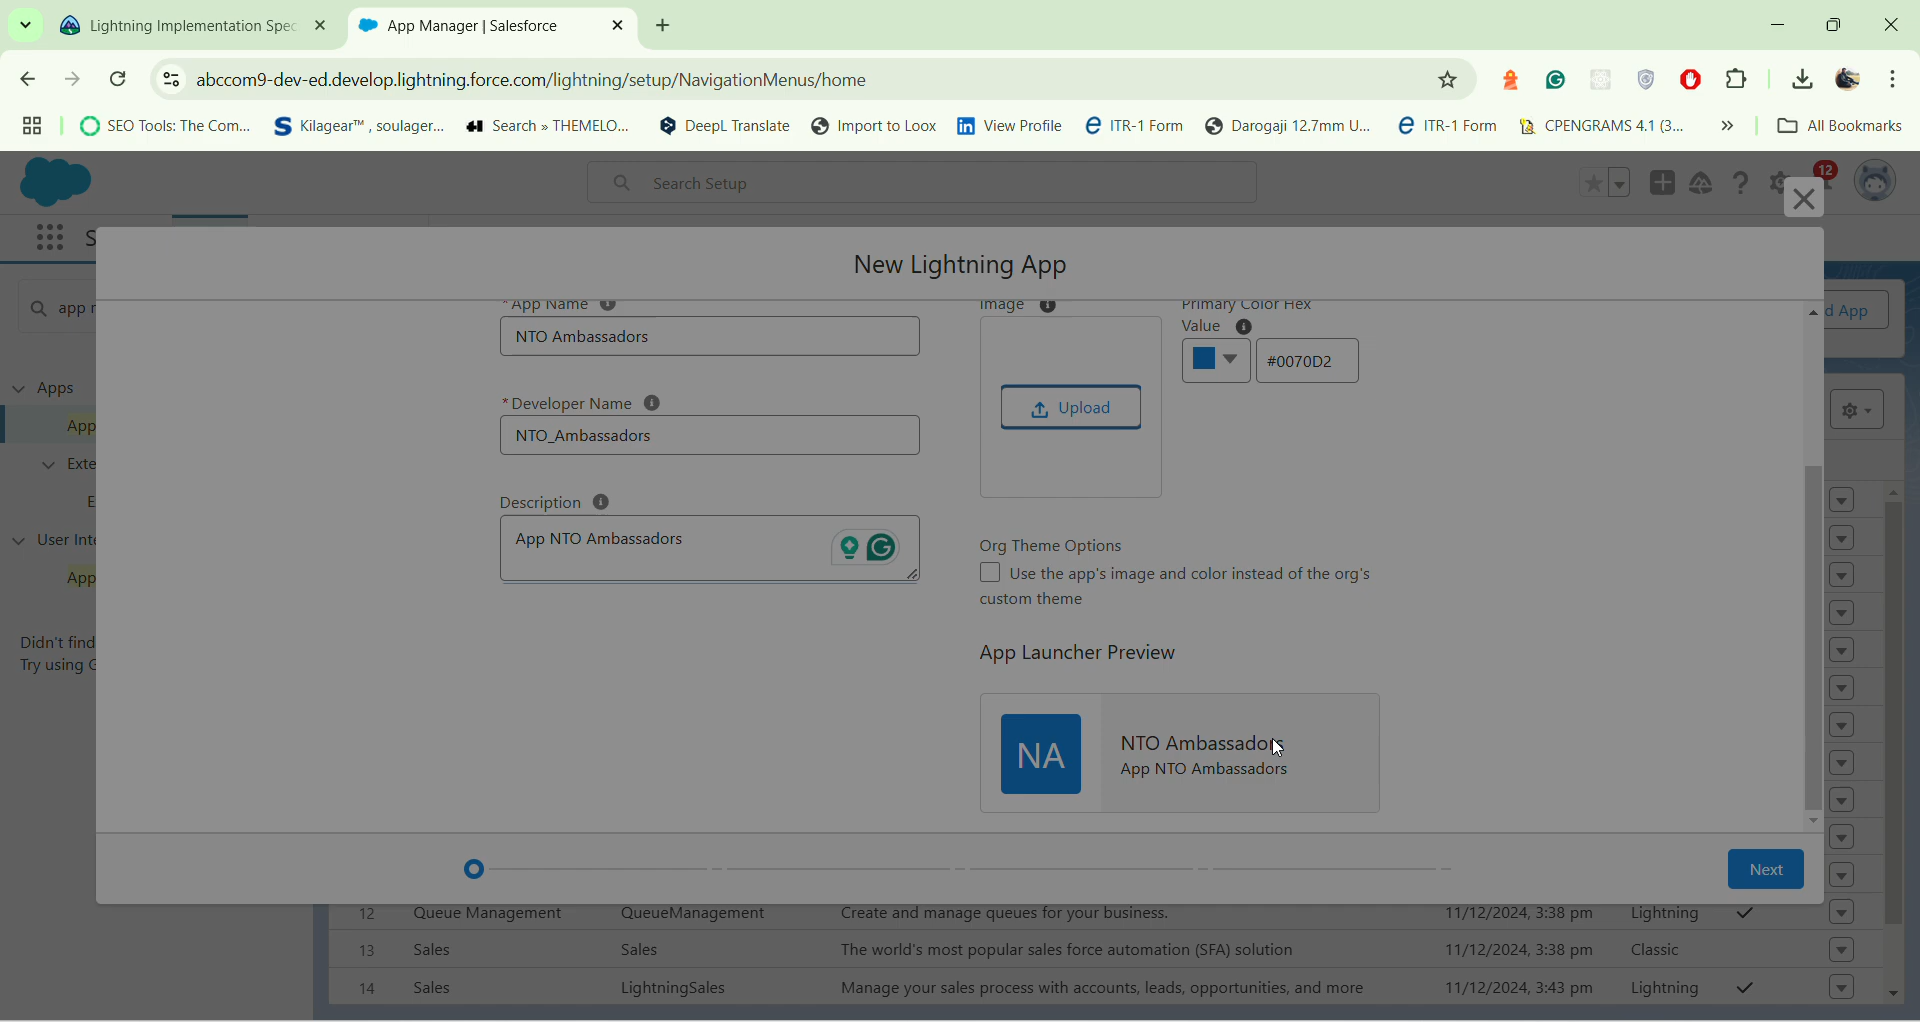 Lightning Implementation Spec
App Manager | Salesforce
abccom9-dev-ed.develop.lightning.force.com/lightning/setup/NavigationMenus/home
SEO Tools: The Com...
Kilagear™ , soulager...
Search » THEMELO...
DeepL Translate
Import to Loox
View Profile
ITR-1 Form
Darogaji 12.7mm U...
ITR-1 Form
CPENGRAMS 4.1 (3...
»
All Bookmarks
Search Setup
12
S
New Lightning App
app r
d App
* App Name
Image
Primary Color Hex
Value
NTO Ambassadors
#0070D2
Upload
Apps
App
Exte
E
User Inte
App
* Developer Name
NTO_Ambassadors
Description
App NTO Ambassadors
Org Theme Options
Use the app's image and color instead of the org's
custom theme
Didn't find
Try using G
App Launcher Preview
NA
NTO Ambassadors
App NTO Ambassadors
Next
12 Queue Management QueueManagement Create and manage queues for your business. 11/12/2024, 3:38 pm Lightning
13 Sales Sales The world's most popular sales force automation (SFA) solution 11/12/2024, 3:38 pm Classic
14 Sales LightningSales Manage your sales process with accounts, leads, opportunities, and more 11/12/2024, 3:43 pm Lightning